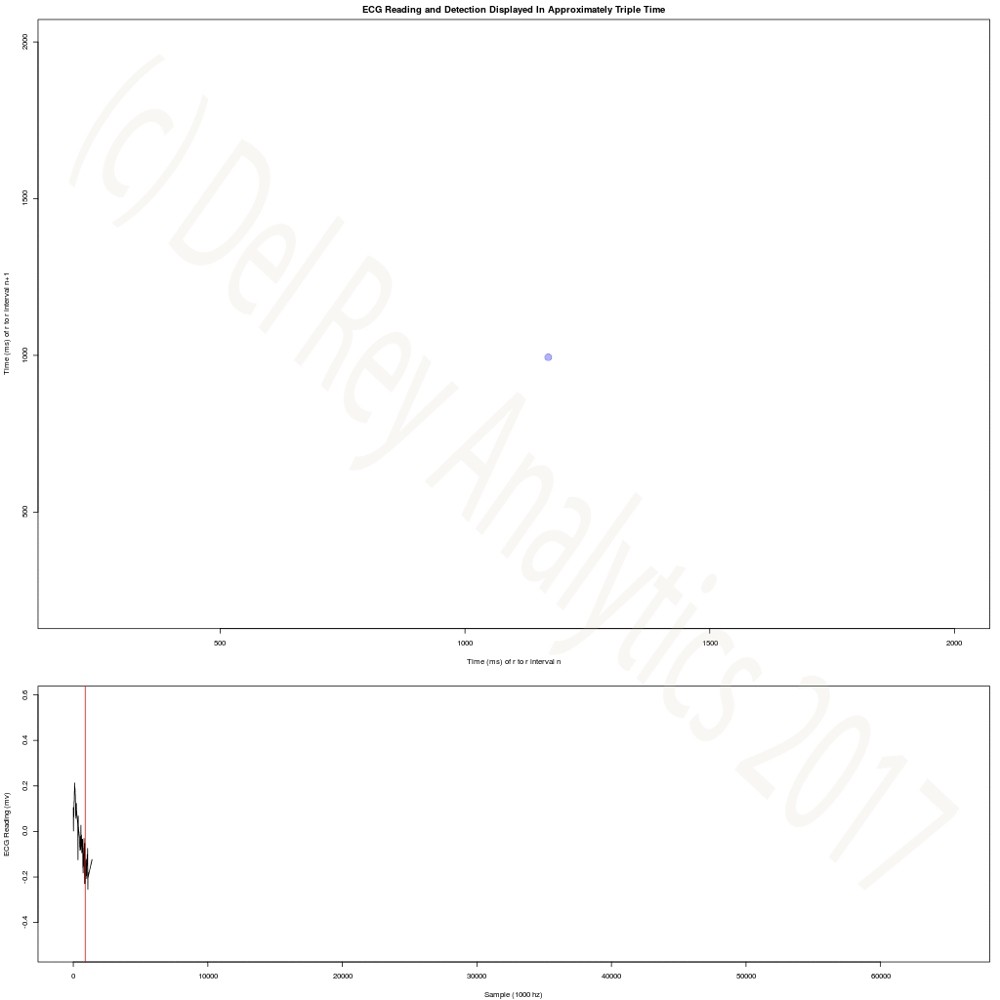 ECG Reading and Detection Displayed In Approximately Triple Time
2000
1500
1000
500
Time (ms) of r to r interval n+1
500 1000 1500 2000
Time (ms) of r to r interval n
(c) Del Rey Analytics 2017
0.6
0.4
0.2
0.0
-0.2
-0.4
ECG Reading (mv)
0 10000 20000 30000 40000 50000 60000
Sample (1000 hz)